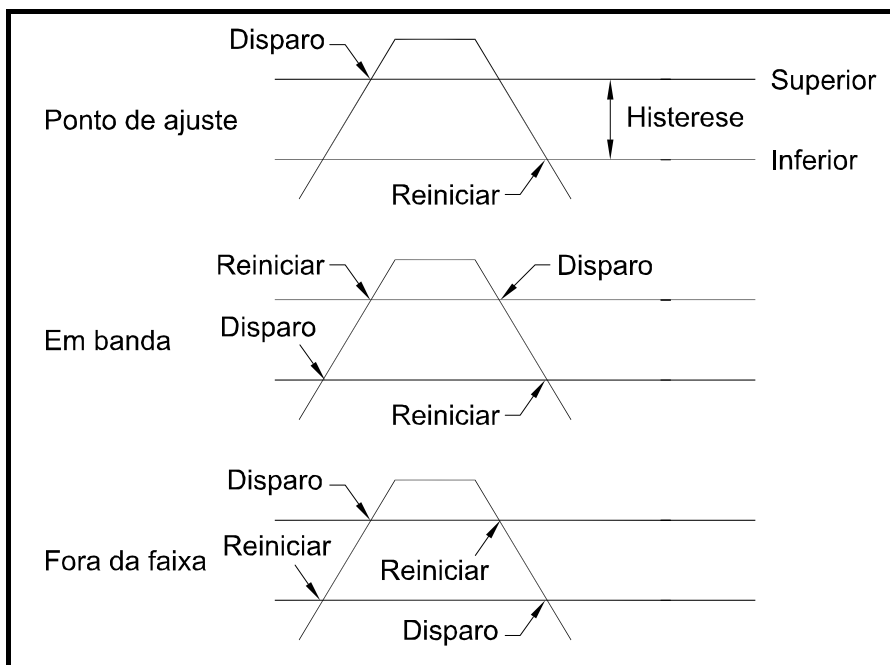 Disparo
Superior
Ponto de ajuste
Histerese
Inferior
Reiniciar
Reiniciar
Disparo
Em banda
Disparo
Reiniciar
Disparo
Fora da faixa
Reiniciar
Reiniciar
Disparo